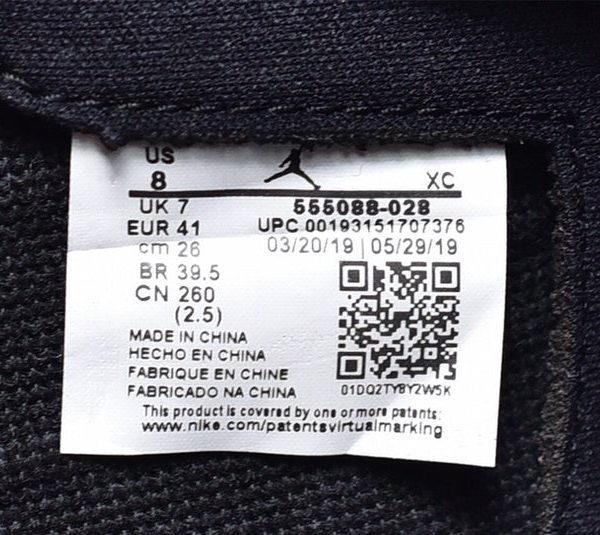 US
8 XC
UK 7 555088-028
EUR 41 UPC 00193151707376
cm 26 03/20/19 | 05/29/19
BR 39.5
CN 260
(2.5)
MADE IN CHINA
HECHO EN CHINA
FABRIQUE EN CHINE
FABRICADO NA CHINA
01DQ2TY8Y2W5K
This product is covered by one or more patents:
www.nike.com/patentsvirtualmarking